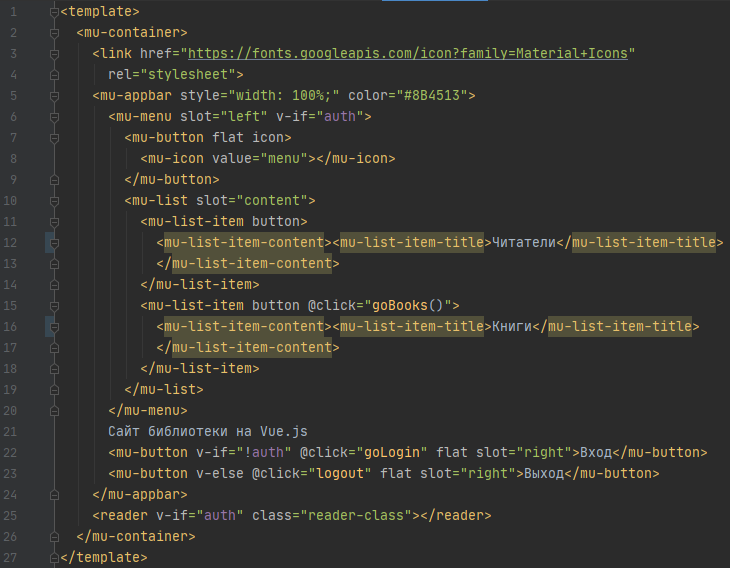 1 <template>
2 <mu-container>
3 <link href="https://fonts.googleapis.com/icon?family=Material+Icons"
4 rel="stylesheet">
5 <mu-appbar style="width: 100%;" color="#8B4513">
6 <mu-menu slot="left" v-if="auth">
7 <mu-button flat icon>
8 <mu-icon value="menu"></mu-icon>
9 </mu-button>
10 <mu-list slot="content">
11 <mu-list-item button>
12 <mu-list-item-content><mu-list-item-title>Читатели</mu-list-item-title>
13 </mu-list-item-content>
14 </mu-list-item>
15 <mu-list-item button @click="goBooks()">
16 <mu-list-item-content><mu-list-item-title>Книги</mu-list-item-title>
17 </mu-list-item-content>
18 </mu-list-item>
19 </mu-list>
20 </mu-menu>
21 Сайт библиотеки на Vue.js
22 <mu-button v-if="!auth" @click="goLogin" flat slot="right">Вход</mu-button>
23 <mu-button v-else @click="logout" flat slot="right">Выход</mu-button>
24 </mu-appbar>
25 <reader v-if="auth" class="reader-class"></reader>
26 </mu-container>
27 </template>